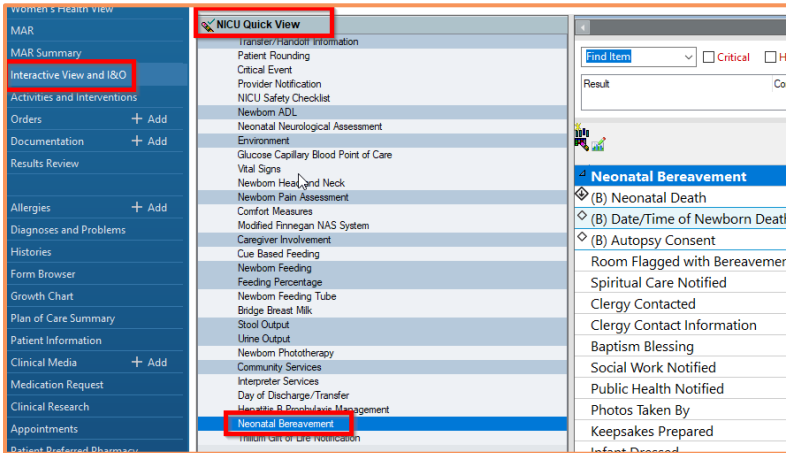 Women's Health View
MAR
MAR Summary
Interactive View and I&O
Activities and Interventions
Orders + Add
Documentation + Add
Results Review
Allergies + Add
Diagnoses and Problems
Histories
Form Browser
Growth Chart
Plan of Care Summary
Patient Information
Clinical Media + Add
Medication Request
Clinical Research
Appointments
Patient Preferred Pharmacy
NICU Quick View
Transfer/Handoff Information
Patient Rounding
Critical Event
Provider Notification
NICU Safety Checklist
Newborn ADL
Neonatal Neurological Assessment
Environment
Glucose Capillary Blood Point of Care
Vital Signs
Newborn Head and Neck
Newborn Pain Assessment
Comfort Measures
Modified Finnegan NAS System
Caregiver Involvement
Cue Based Feeding
Newborn Feeding
Feeding Percentage
Newborn Feeding Tube
Bridge Breast Milk
Stool Output
Urine Output
Newborn Phototherapy
Community Services
Interpreter Services
Day of Discharge/Transfer
Hepatitis B Prophylaxis Management
Neonatal Bereavement
Trillium Gift of Life Notification
Find Item Critical H
Result Co
Neonatal Bereavement
(B) Neonatal Death
(B) Date/Time of Newborn Death
(B) Autopsy Consent
Room Flagged with Bereavemen
Spiritual Care Notified
Clergy Contacted
Clergy Contact Information
Baptism Blessing
Social Work Notified
Public Health Notified
Photos Taken By
Keepsakes Prepared
Infant Dressed